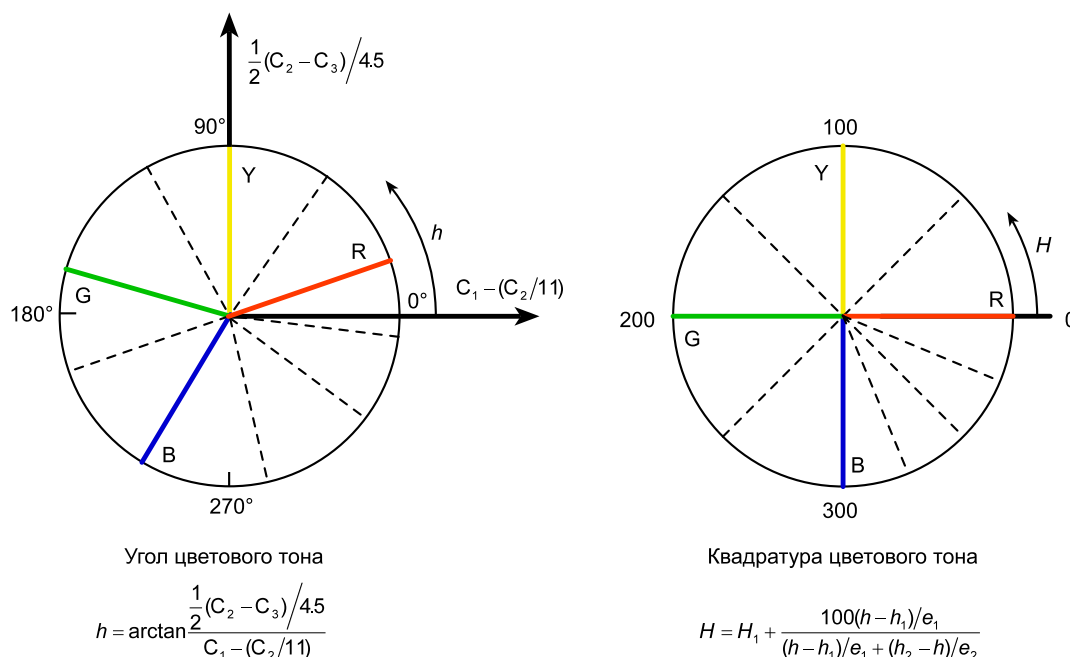 1/2(C₂ – C₃)/4.5
90°
Y
h
R
G
180°
0°
C₁ – (C₂/11)
B
270°
Угол цветового тона
h = arctan (1/2(C₂ – C₃)/4.5)/(C₁ – (C₂/11))
100
Y
H
R
200
0
G
B
300
Квадратура цветового тона
H = H₁ + (100(h – h₁)/e₁)/((h – h₁)/e₁ + (h₂ – h)/e₂)